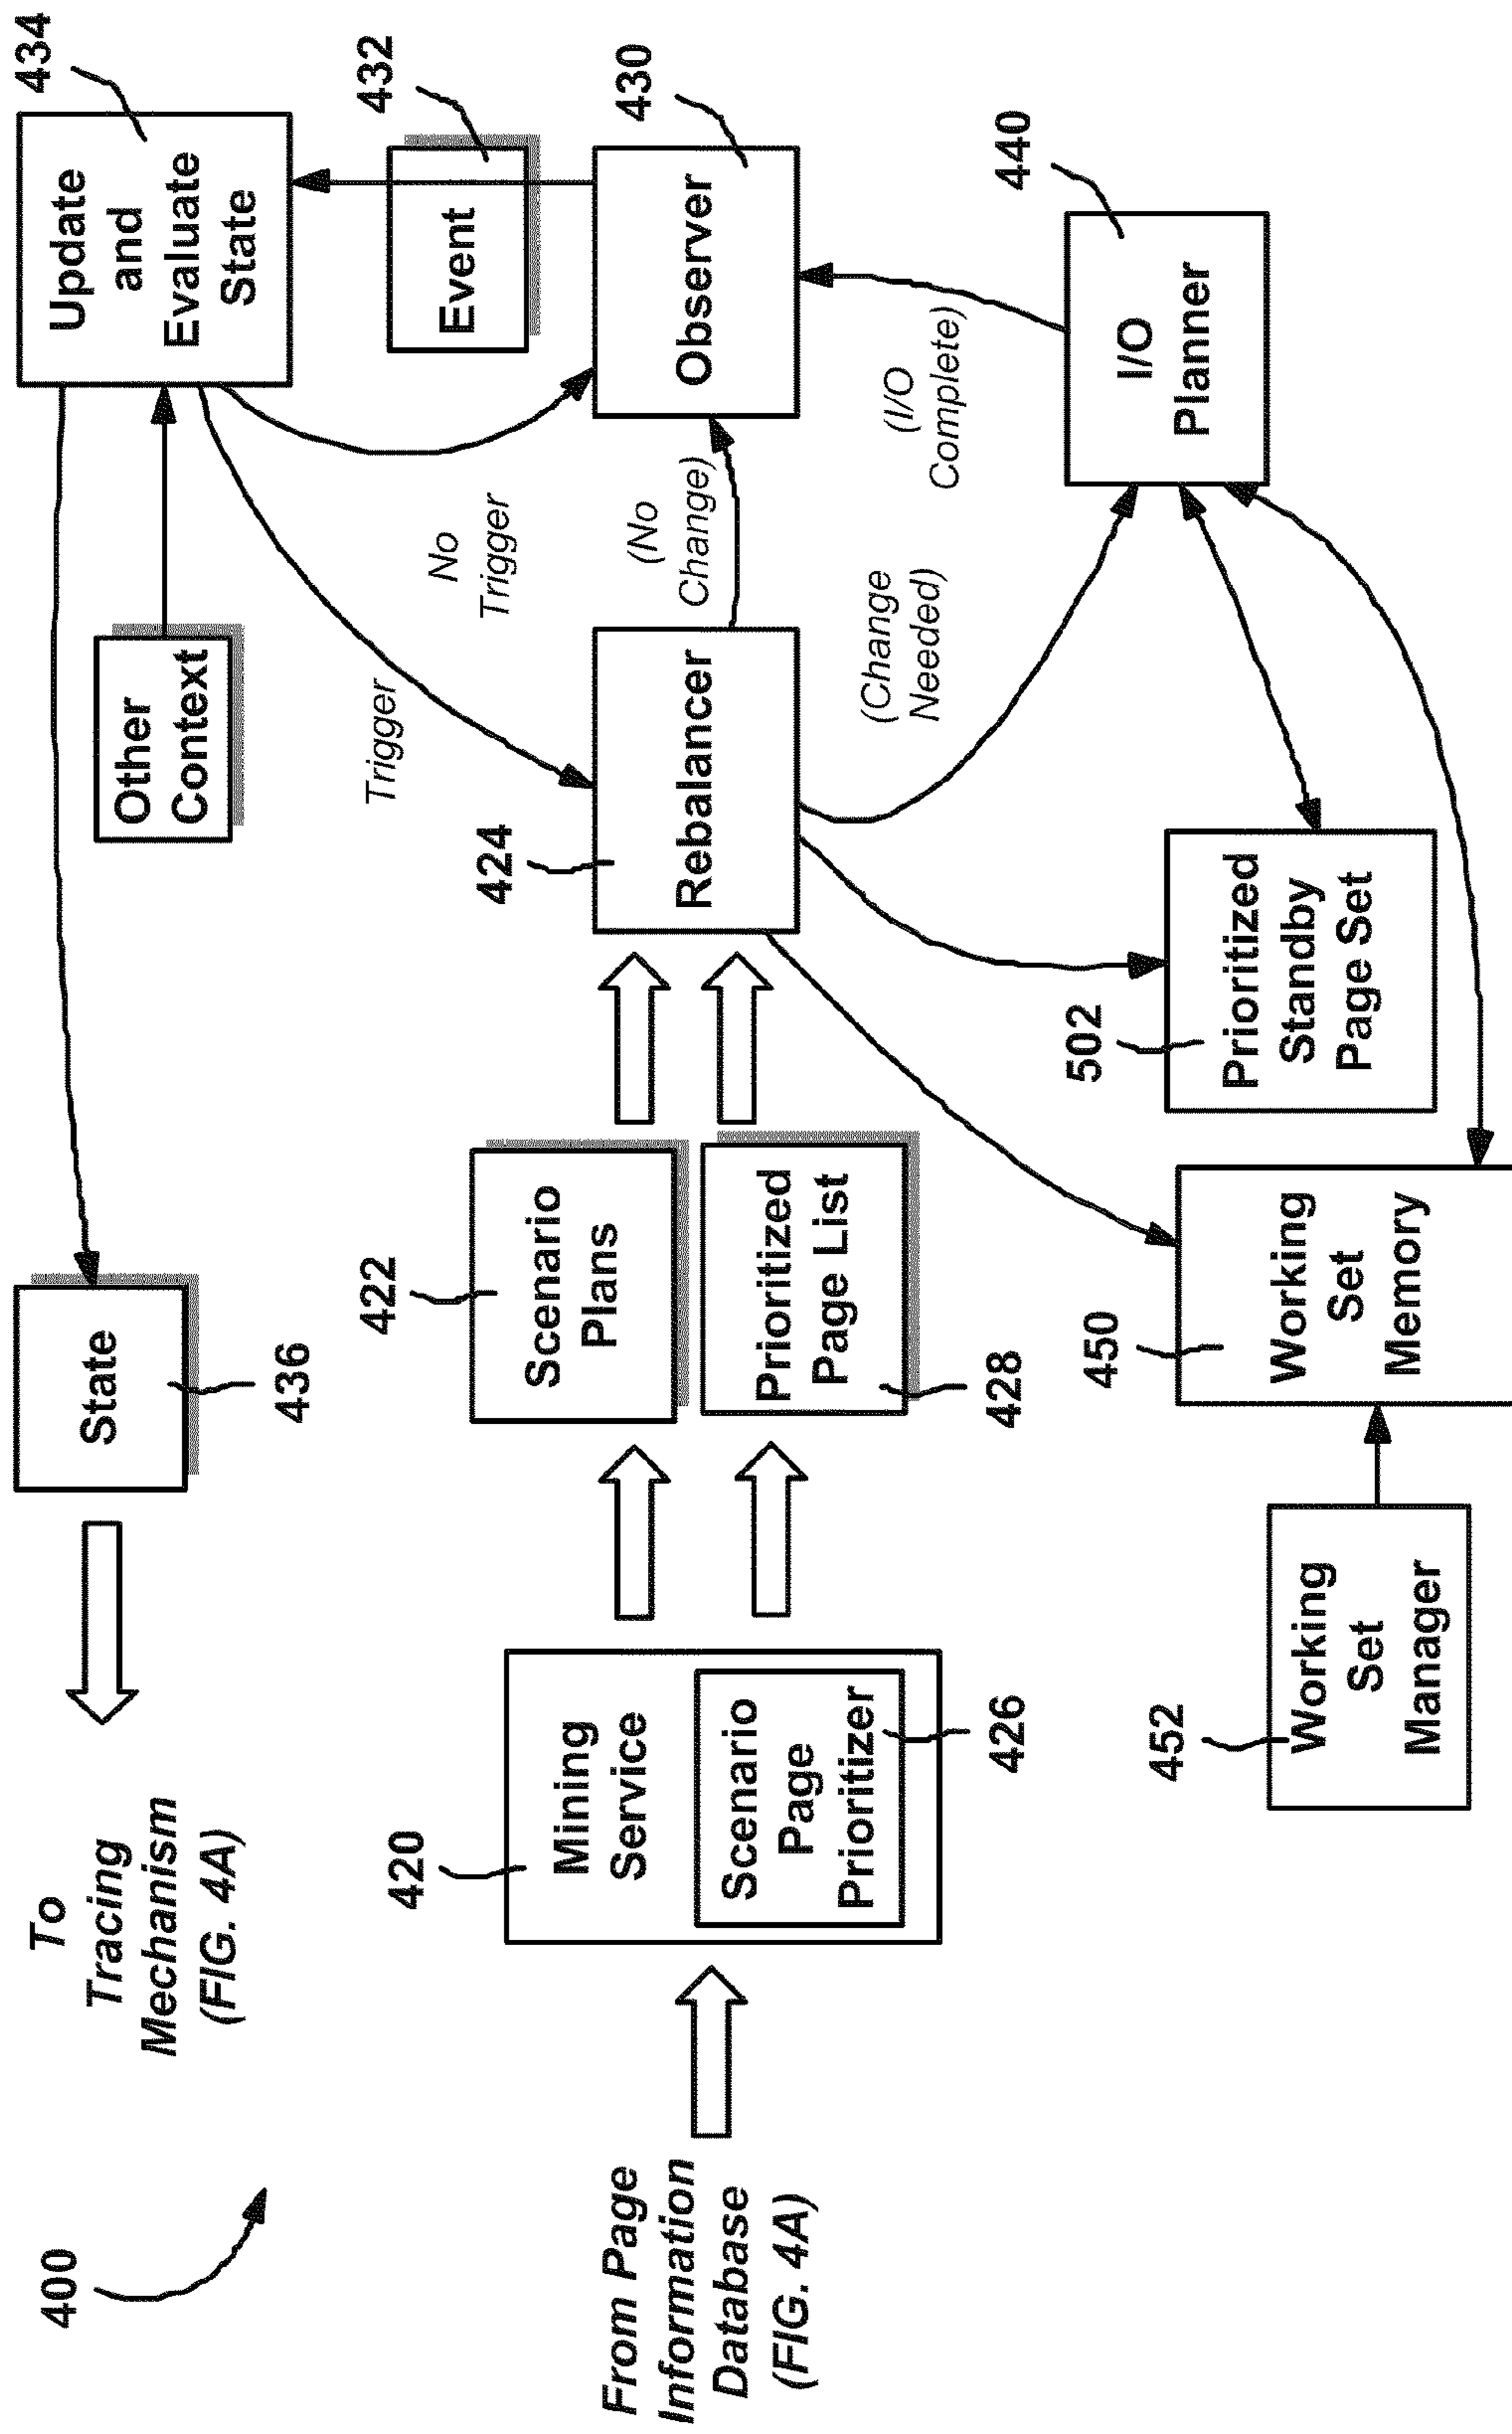 400
To
Tracing
Mechanism
(FIG. 4A)
State
436
Other
Context
Update
and
Evaluate
State
434
Event
432
Trigger
No
Trigger
From Page
Information
Database
(FIG. 4A)
420
Mining
Service
Scenario
Page
Prioritizer
426
422
Scenario
Plans
Prioritized
Page List
428
424
Rebalancer
(No
Change)
Observer
430
(Change
Needed)
(I/O
Complete)
440
I/O
Planner
502
Prioritized
Standby
Page Set
450
Working
Set
Memory
452
Working
Set
Manager